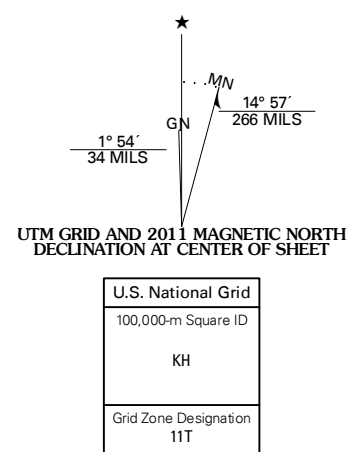 ★
MN
GN
14° 57´
266 MILS
1° 54´
34 MILS
UTM GRID AND 2011 MAGNETIC NORTH
DECLINATION AT CENTER OF SHEET
U.S. National Grid
100,000-m Square ID
KH
Grid Zone Designation
11T